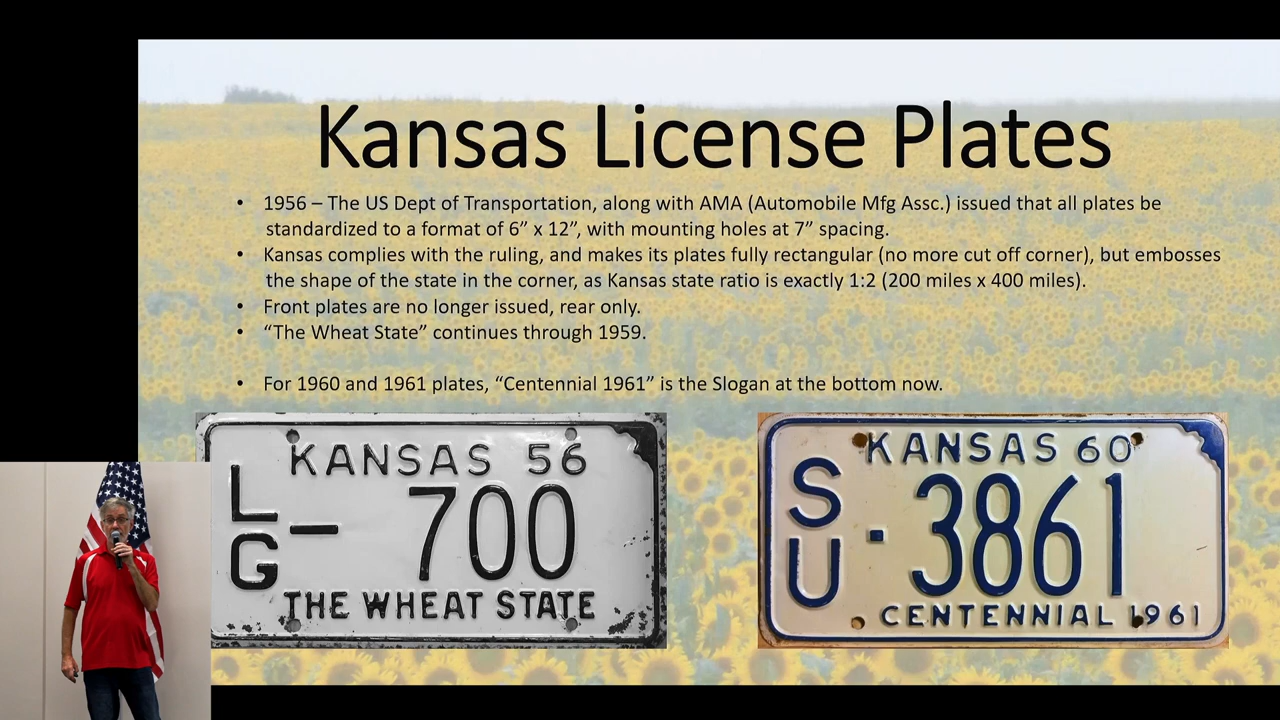 Kansas License Plates
• 1956 – The US Dept of Transportation, along with AMA (Automobile Mfg Assc.) issued that all plates be
standardized to a format of 6” x 12”, with mounting holes at 7” spacing.
• Kansas complies with the ruling, and makes its plates fully rectangular (no more cut off corner), but embosses
the shape of the state in the corner, as Kansas state ratio is exactly 1:2 (200 miles x 400 miles).
• Front plates are no longer issued, rear only.
• “The Wheat State” continues through 1959.
• For 1960 and 1961 plates, “Centennial 1961” is the Slogan at the bottom now.
KANSAS 56
LG – 700
THE WHEAT STATE
KANSAS 60
SU · 3861
CENTENNIAL 1961